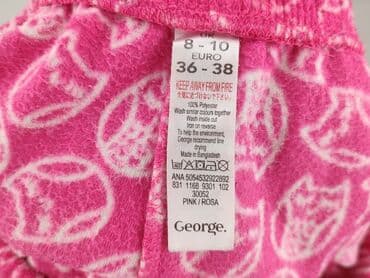 UK
8 - 10
EURO
36 - 38
KEEP AWAY FROM FIRE
100% Polyester
Wash similar colours together
Wash inside out
Iron on reverse
To help the environment,
George recommend line
drying
Made in Bangladesh
ANA 5054532922892
831 1168 9301 102
30052
PINK / ROSA
George.